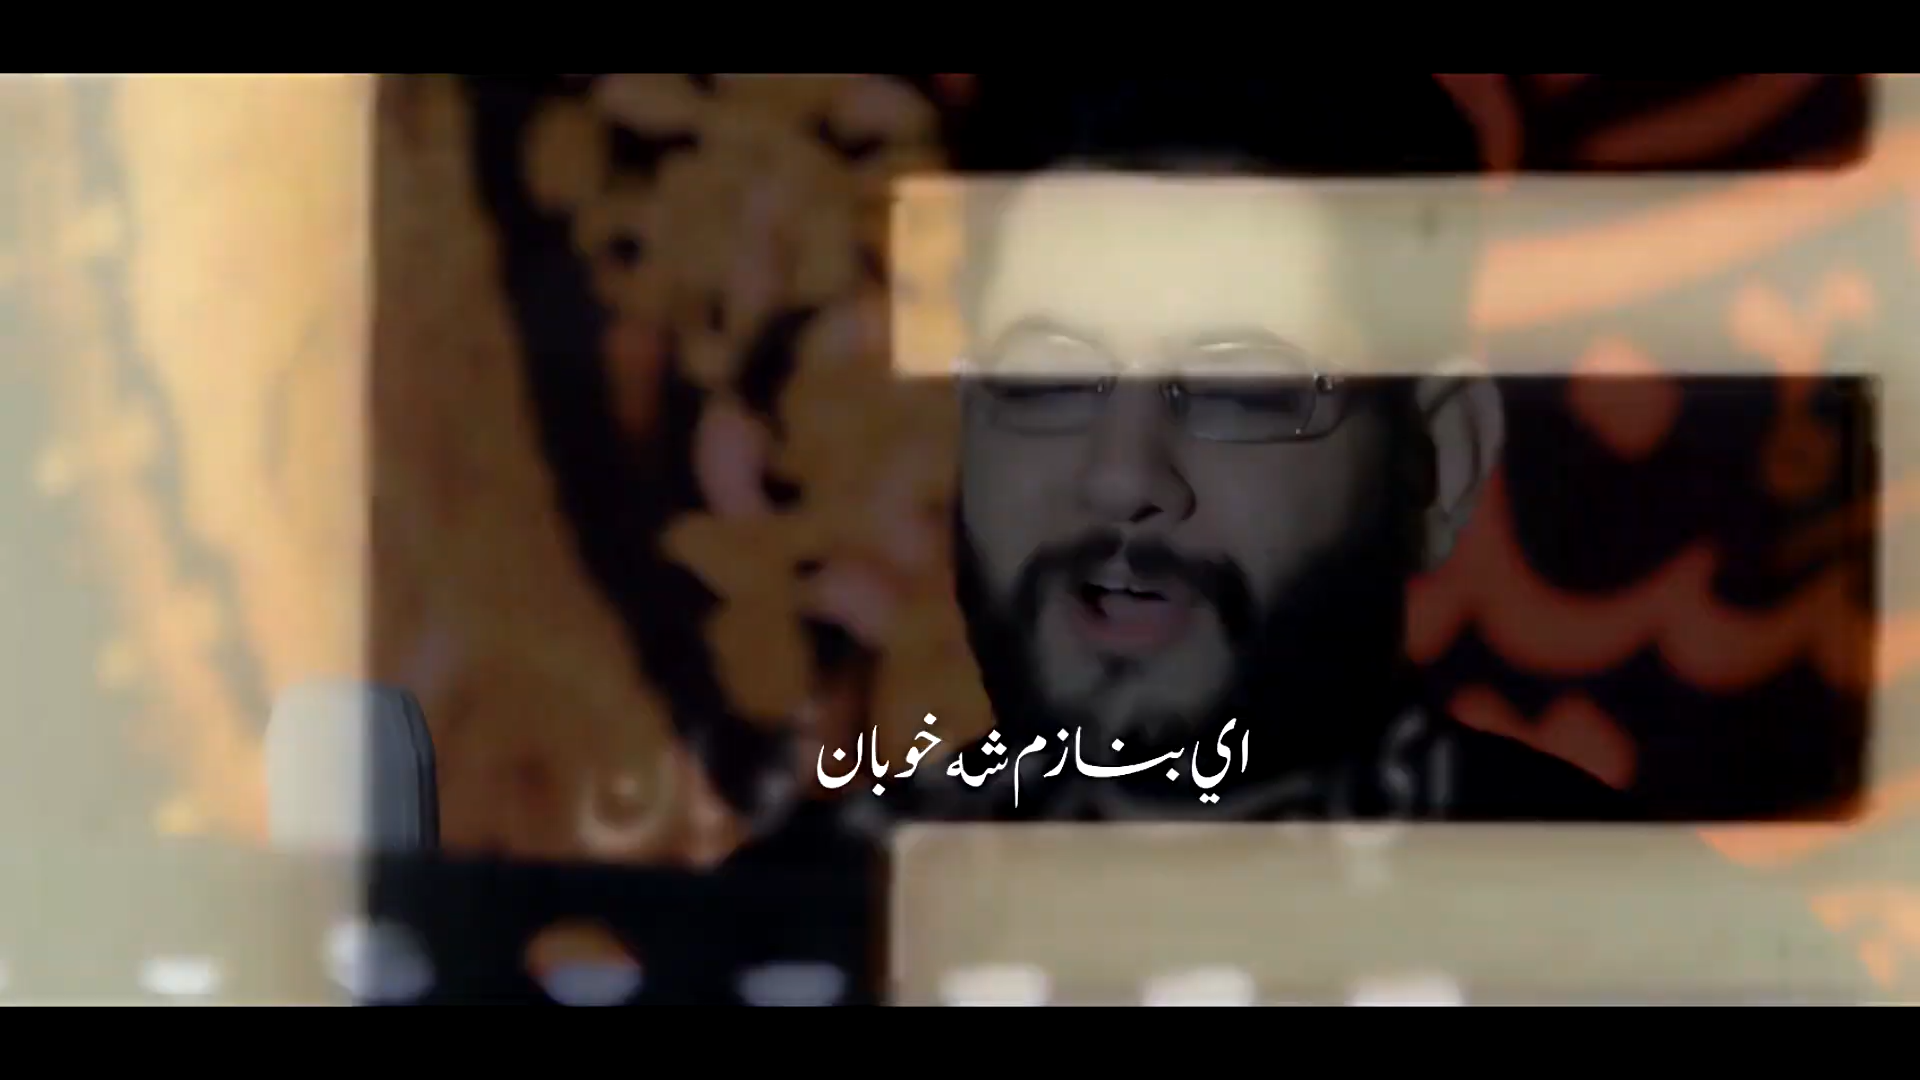 اي بنازم شه خوبان